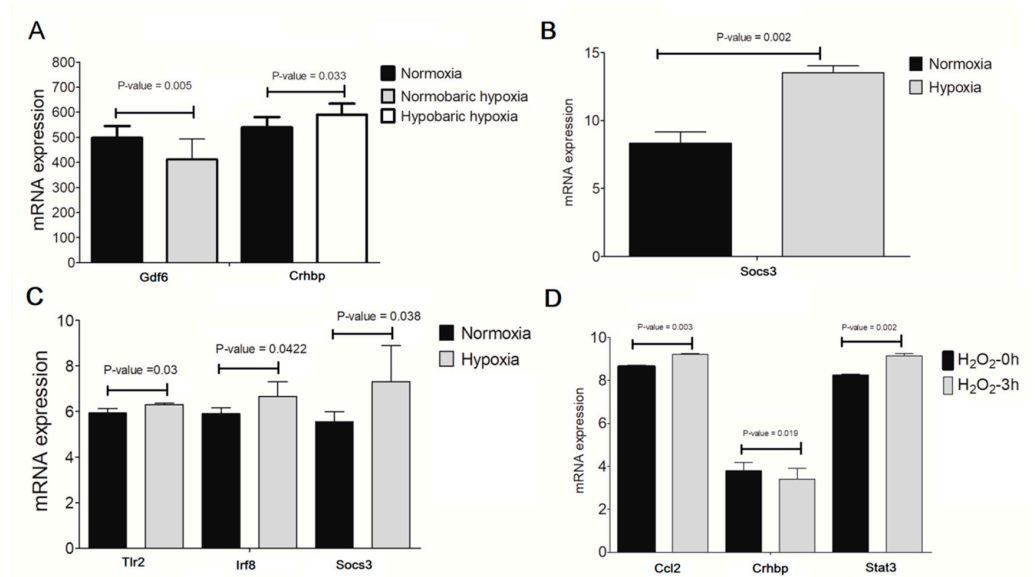 A
mRNA expression
800
700
600
500
400
300
200
100
0
P-value = 0.005
P-value = 0.033
Normoxia
Normobaric hypoxia
Hypobaric hypoxia
Gdf6
Crhbp
B
mRNA expression
15
10
5
0
P-value = 0.002
Normoxia
Hypoxia
Socs3
C
mRNA expression
10
8
6
4
2
0
P-value =0.03
P-value = 0.0422
P-value = 0.038
Normoxia
Hypoxia
Tlr2
Irf8
Socs3
D
mRNA expression
10
8
6
4
2
0
P-value = 0.003
P-value = 0.019
P-value = 0.002
H₂O₂-0h
H₂O₂-3h
Ccl2
Crhbp
Stat3